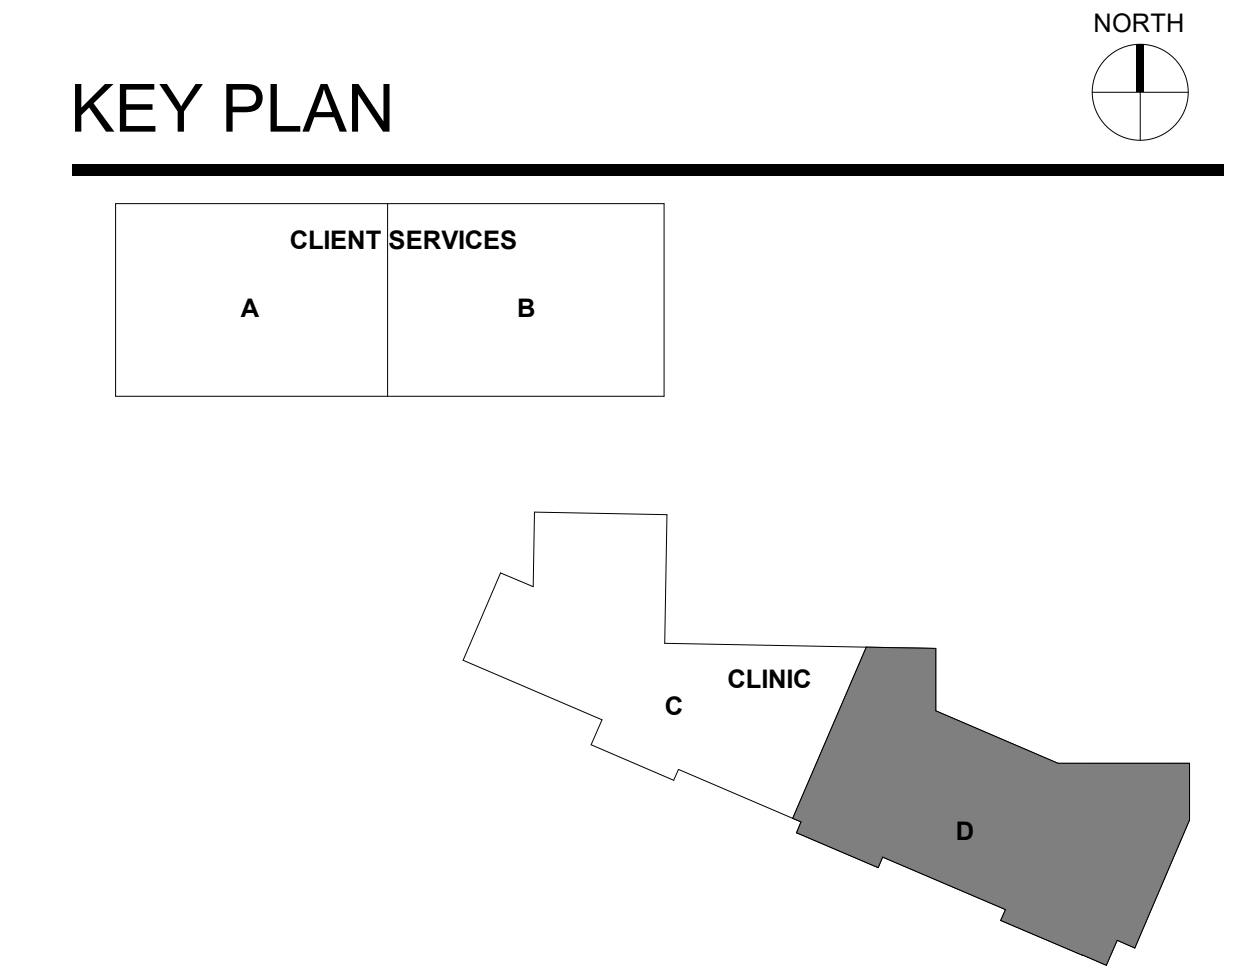 NORTH
KEY PLAN
CLIENT SERVICES
A B
CLINIC
C
D